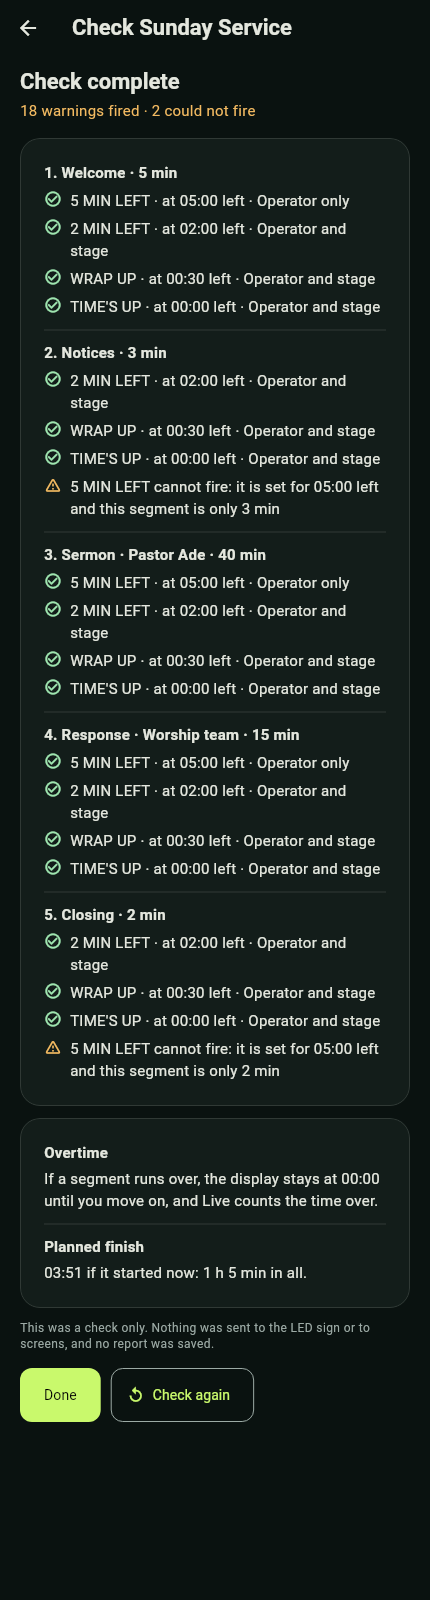 Check Sunday Service
Check complete
18 warnings fired · 2 could not fire
1. Welcome · 5 min
5 MIN LEFT · at 05:00 left · Operator only
2 MIN LEFT · at 02:00 left · Operator and
stage
WRAP UP · at 00:30 left · Operator and stage
TIME'S UP · at 00:00 left · Operator and stage
2. Notices · 3 min
2 MIN LEFT · at 02:00 left · Operator and
stage
WRAP UP · at 00:30 left · Operator and stage
TIME'S UP · at 00:00 left · Operator and stage
5 MIN LEFT cannot fire: it is set for 05:00 left
and this segment is only 3 min
3. Sermon · Pastor Ade · 40 min
5 MIN LEFT · at 05:00 left · Operator only
2 MIN LEFT · at 02:00 left · Operator and
stage
WRAP UP · at 00:30 left · Operator and stage
TIME'S UP · at 00:00 left · Operator and stage
4. Response · Worship team · 15 min
5 MIN LEFT · at 05:00 left · Operator only
2 MIN LEFT · at 02:00 left · Operator and
stage
WRAP UP · at 00:30 left · Operator and stage
TIME'S UP · at 00:00 left · Operator and stage
5. Closing · 2 min
2 MIN LEFT · at 02:00 left · Operator and
stage
WRAP UP · at 00:30 left · Operator and stage
TIME'S UP · at 00:00 left · Operator and stage
5 MIN LEFT cannot fire: it is set for 05:00 left
and this segment is only 2 min
Overtime
If a segment runs over, the display stays at 00:00
until you move on, and Live counts the time over.
Planned finish
03:51 if it started now: 1 h 5 min in all.
This was a check only. Nothing was sent to the LED sign or to
screens, and no report was saved.
Done
Check again